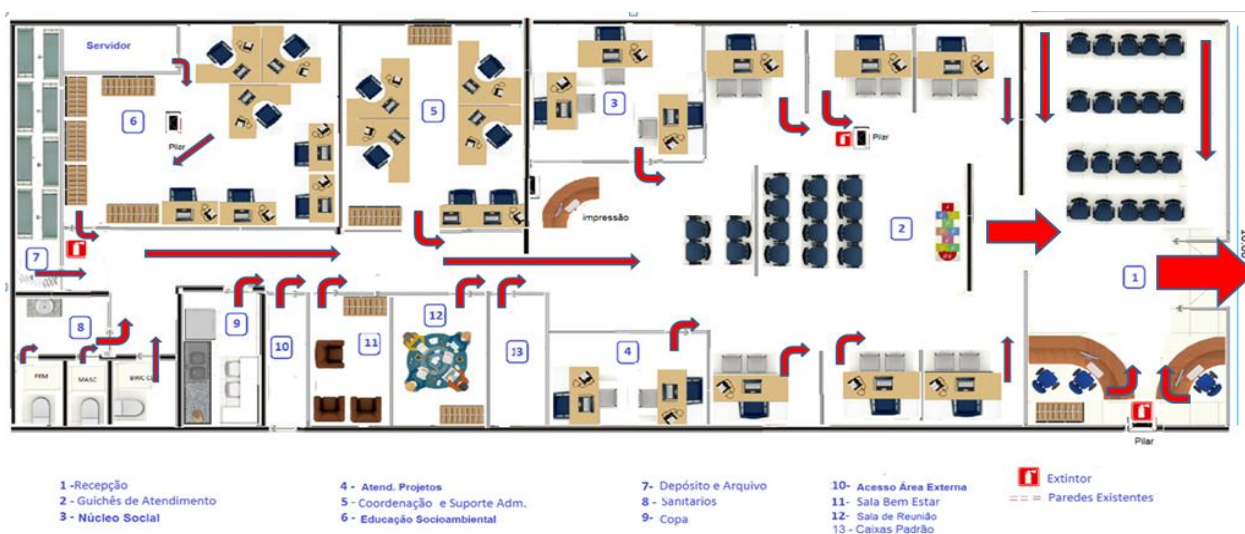 Servidor
6
Pilar
5
3
impressão
Pilar
2
1
7
8
FEM
MASC
9
10
11
12
13
4
Pilar
1 -Recepção
2 - Guichês de Atendimento
3 - Núcleo Social
4 - Atend. Projetos
5 - Coordenação e Suporte Adm.
6 - Educação Socioambiental
7- Depósito e Arquivo
8 - Sanitarios
9- Copa
10- Acesso Área Externa
11- Sala Bem Estar
12- Sala de Reunião
13 - Caixas Padrão
Extintor
Paredes Existentes